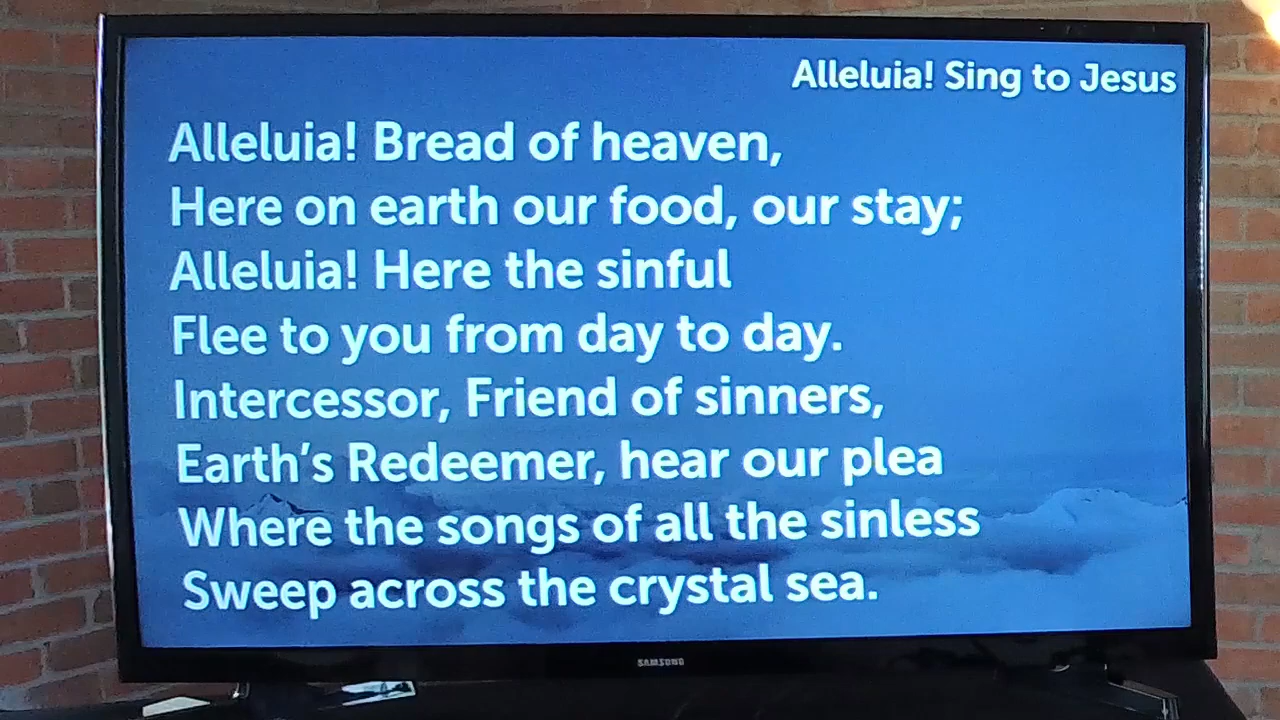 Alleluia! Sing to Jesus
Alleluia! Bread of heaven,
Here on earth our food, our stay;
Alleluia! Here the sinful
Flee to you from day to day.
Intercessor, Friend of sinners,
Earth’s Redeemer, hear our plea
Where the songs of all the sinless
Sweep across the crystal sea.
SAMSUNG